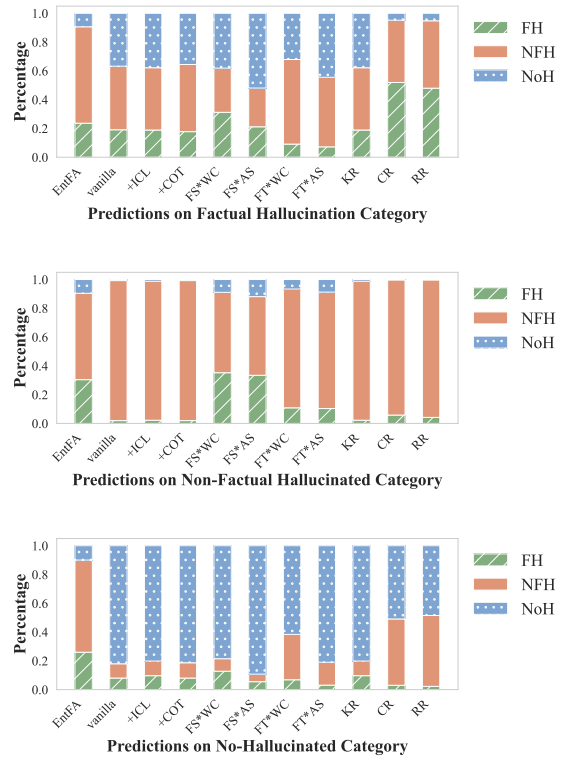 1.0
0.8
0.6
0.4
0.2
0.0
Percentage
EntFA
vanilla
+ICL
+COT
FS*WC
FS*AS
FT*WC
FT*AS
KR
CR
RR
Predictions on Factual Hallucination Category
FH
NFH
NoH
1.0
0.8
0.6
0.4
0.2
0.0
Percentage
EntFA
vanilla
+ICL
+COT
FS*WC
FS*AS
FT*WC
FT*AS
KR
CR
RR
Predictions on Non-Factual Hallucinated Category
FH
NFH
NoH
1.0
0.8
0.6
0.4
0.2
0.0
Percentage
EntFA
vanilla
+ICL
+COT
FS*WC
FS*AS
FT*WC
FT*AS
KR
CR
RR
Predictions on No-Hallucinated Category
FH
NFH
NoH